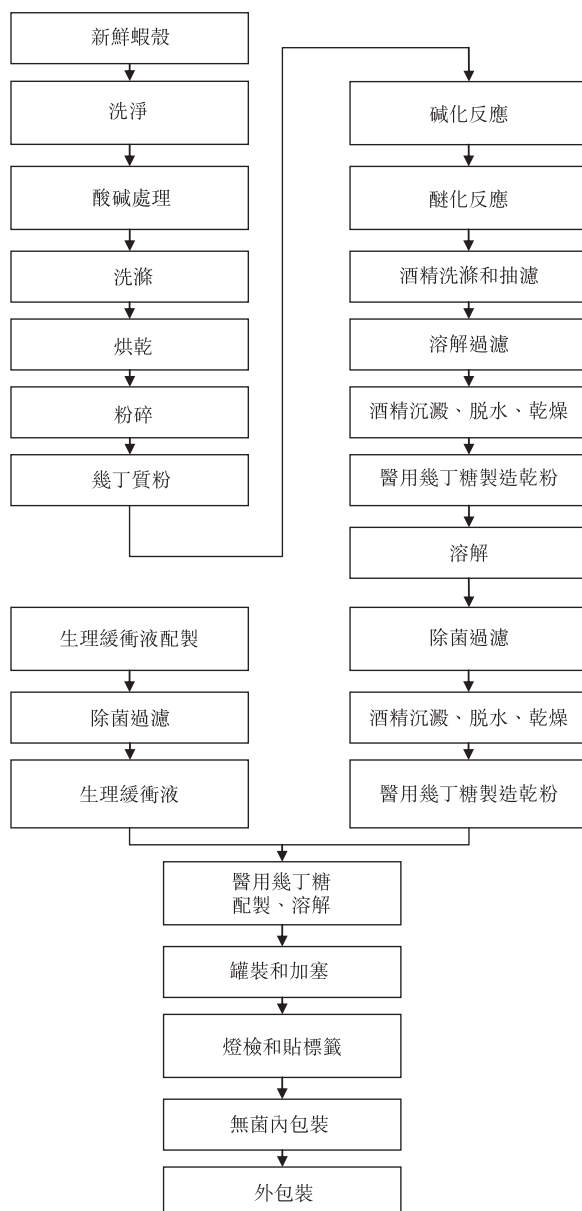 新鮮蝦殼
洗淨
酸碱處理
洗滌
烘乾
粉碎
幾丁質粉
碱化反應
醚化反應
酒精洗滌和抽濾
溶解過濾
酒精沉澱、脫水、乾燥
醫用幾丁糖製造乾粉
溶解
除菌過濾
酒精沉澱、脫水、乾燥
醫用幾丁糖製造乾粉
生理緩衝液配製
除菌過濾
生理緩衝液
醫用幾丁糖
配製、溶解
罐裝和加塞
燈檢和貼標籤
無菌內包裝
外包裝